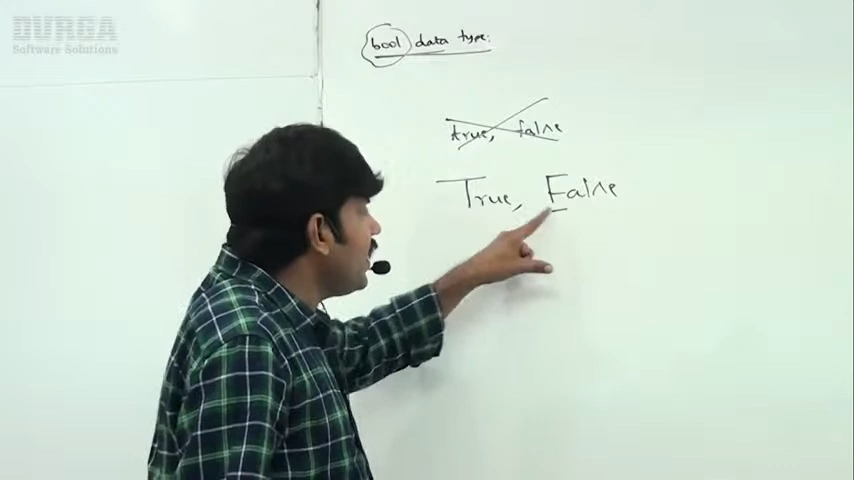 DURGA
Software Solutions
bool data type:
true, false
True, False